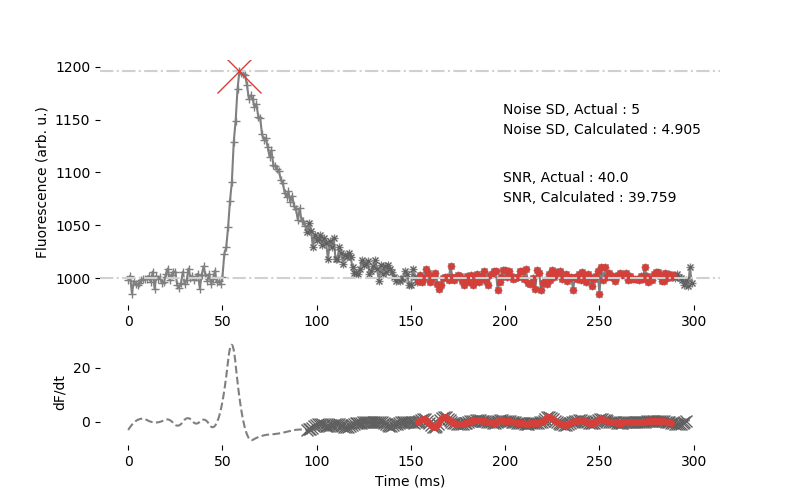 1200
1150
1100
1050
1000
Fluorescence (arb. u.)
Noise SD, Actual : 5
Noise SD, Calculated : 4.905
SNR, Actual : 40.0
SNR, Calculated : 39.759
0 50 100 150 200 250 300
20
0
dF/dt
0 50 100 150 200 250 300
Time (ms)